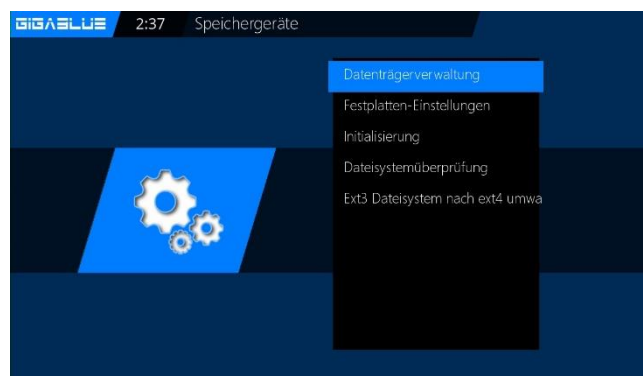 GIGABLUE 2:37 Speichergeräte
Datenträgerverwaltung
Festplatten-Einstellungen
Initialisierung
Dateisystemüberprüfung
Ext3 Dateisystem nach ext4 umwa